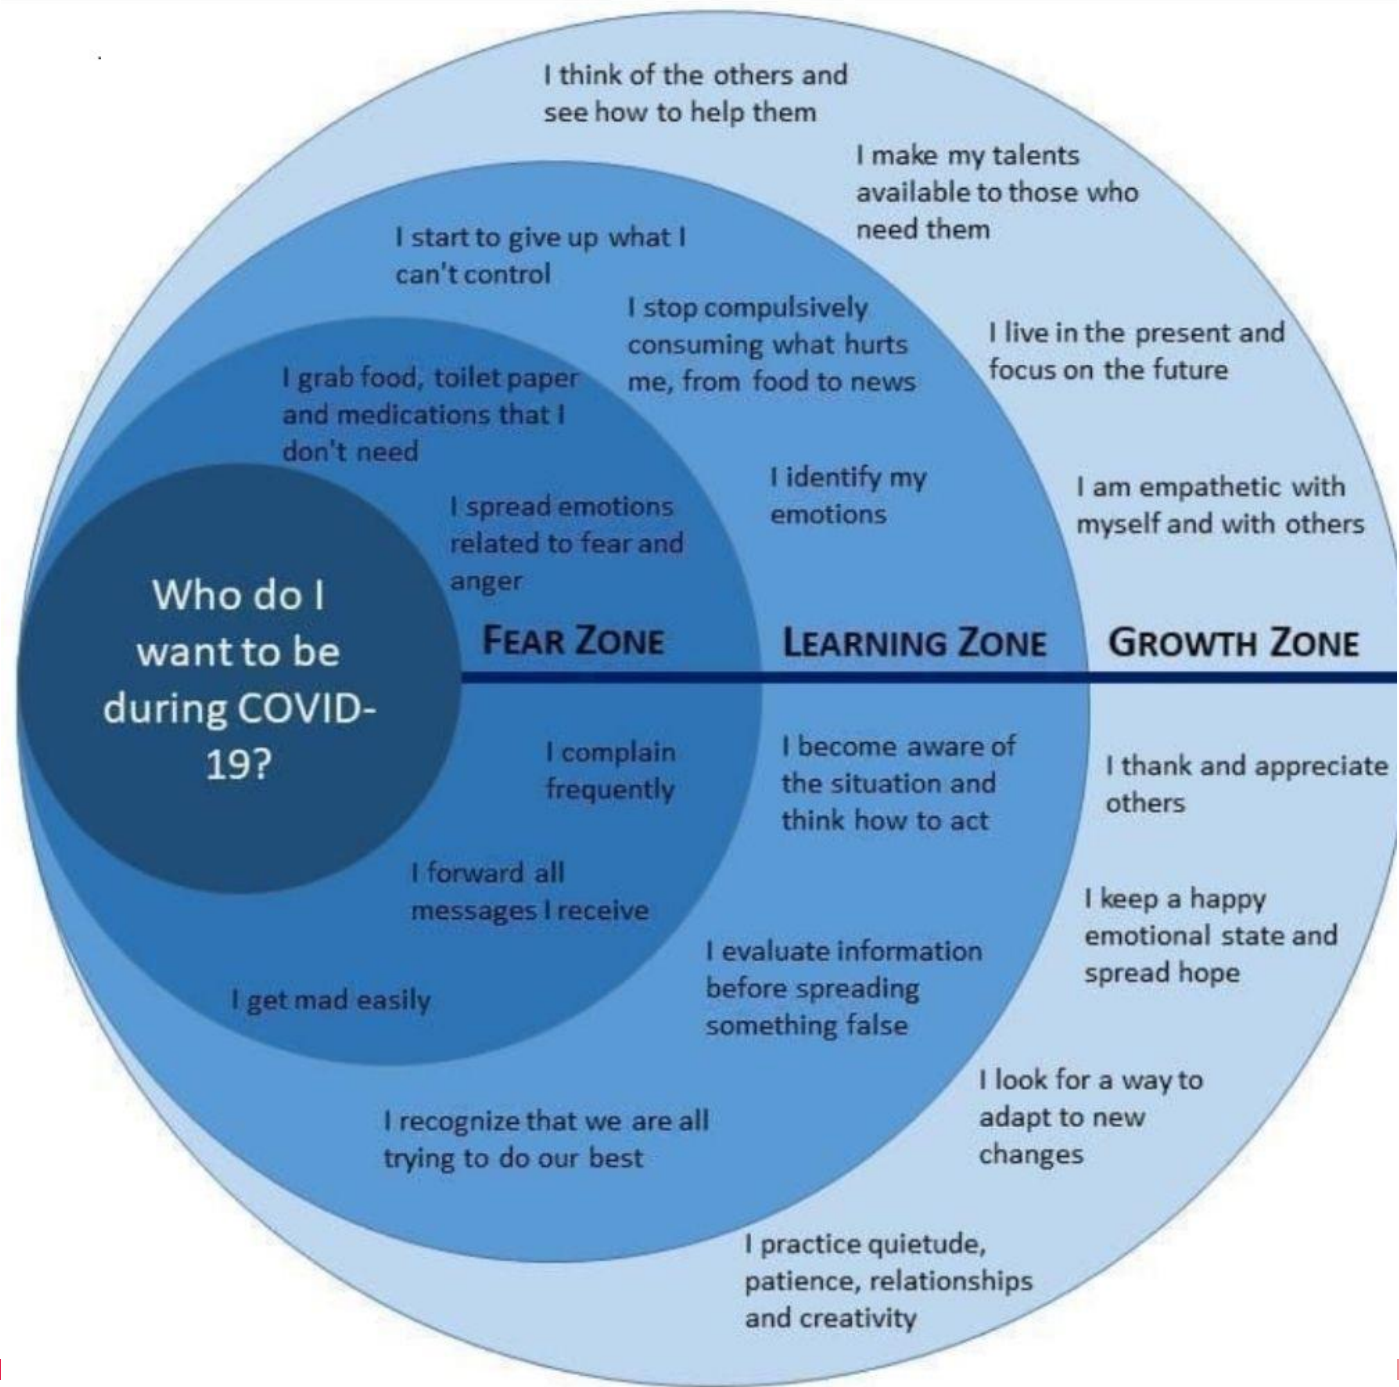 I think of the others and
see how to help them
I make my talents
available to those who
need them
I start to give up what I
can't control
I stop compulsively
consuming what hurts
me, from food to news
I live in the present and
focus on the future
I grab food, toilet paper
and medications that I
don't need
I identify my
emotions
I am empathetic with
myself and with others
I spread emotions
related to fear and
anger
Who do I
want to be
during COVID-
19?
FEAR ZONE
LEARNING ZONE
GROWTH ZONE
I complain
frequently
I become aware of
the situation and
think how to act
I thank and appreciate
others
I forward all
messages I receive
I keep a happy
emotional state and
spread hope
I evaluate information
before spreading
something false
I get mad easily
I look for a way to
adapt to new
changes
I recognize that we are all
trying to do our best
I practice quietude,
patience, relationships
and creativity